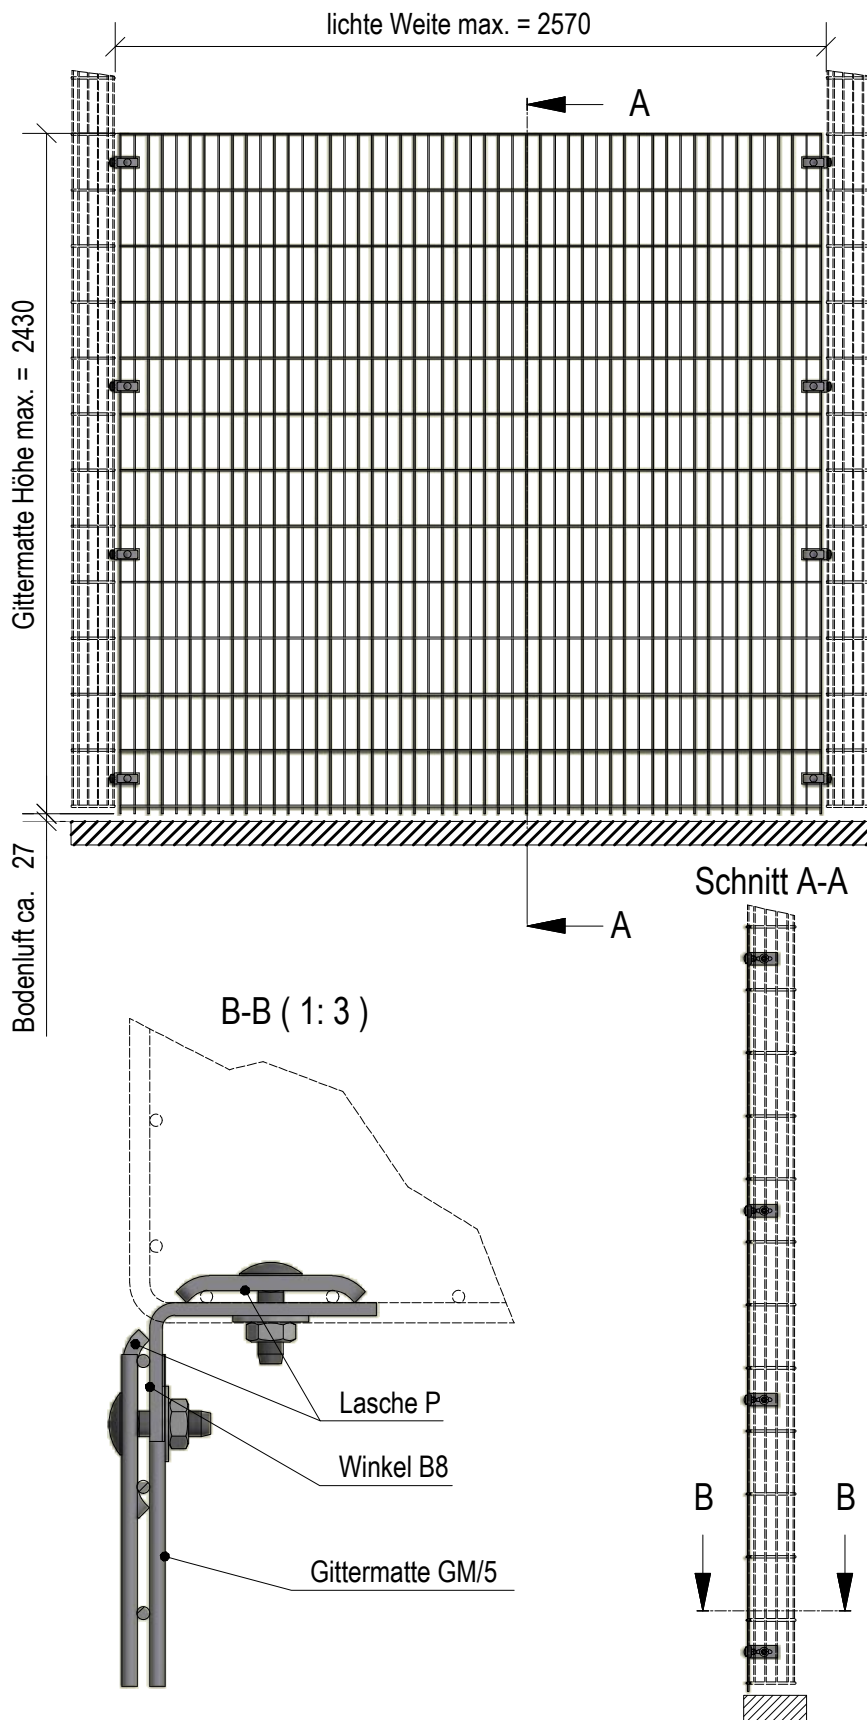 lichte Weite max. = 2570
A
Gittermatte Höhe max. = 2430
Bodenluft ca. 27
A
Schnitt A-A
B-B ( 1: 3 )
Lasche P
Winkel B8
Gittermatte GM/5
B
B